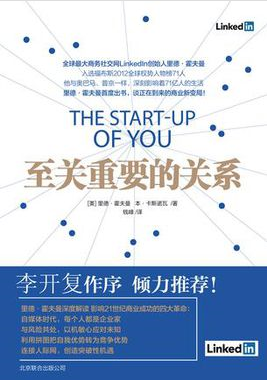 LinkedIn
全球最大商务社交网LinkedIn创始人里德·霍夫曼
入选福布斯2012全球权势人物榜71人
他与奥巴马、普京一样,深刻影响着71亿人的生活
里德·霍夫曼首度出书,谈正在到来的商业新变局!
THE START-UP
OF YOU
至关重要的关系
[美] 里德·霍夫曼 本·卡斯诺瓦/著
钱峰/译
李开复作序 倾力推荐!
里德·霍夫曼深度解读 影响21世纪商业成功的四大革命:
自媒体时代,每个人都是企业家
与风险共处,以机敏心应对未知
利用拼图把自我优势转为竞争优势
连接人际网,创造突破性机遇
LinkedIn
北京联合出版公司